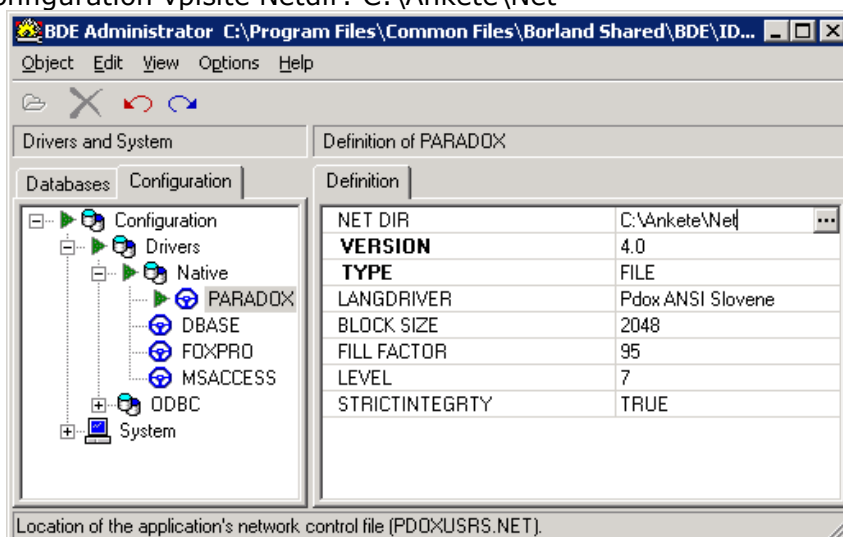 onfiguration vpišite Netdir: C:\Ankete\Net
BDE Administrator C:\Program Files\Common Files\Borland Shared\BDE\ID...
Object Edit View Options Help
Drivers and System
Definition of PARADOX
Databases Configuration
Definition
Configuration
Drivers
Native
PARADOX
DBASE
FOXPRO
MSACCESS
ODBC
System
NET DIR C:\Ankete\Net ...
VERSION 4.0
TYPE FILE
LANGDRIVER Pdox ANSI Slovene
BLOCK SIZE 2048
FILL FACTOR 95
LEVEL 7
STRICTINTEGRTY TRUE
Location of the application's network control file (PDOXUSRS.NET).